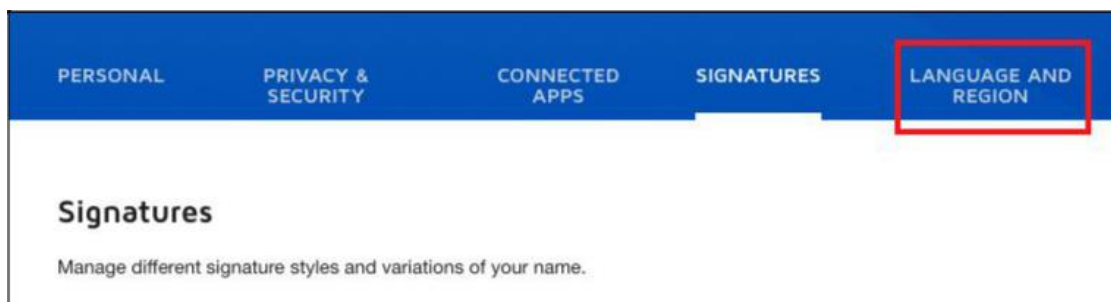 PERSONAL
PRIVACY &
SECURITY
CONNECTED
APPS
SIGNATURES
LANGUAGE AND
REGION
Signatures
Manage different signature styles and variations of your name.